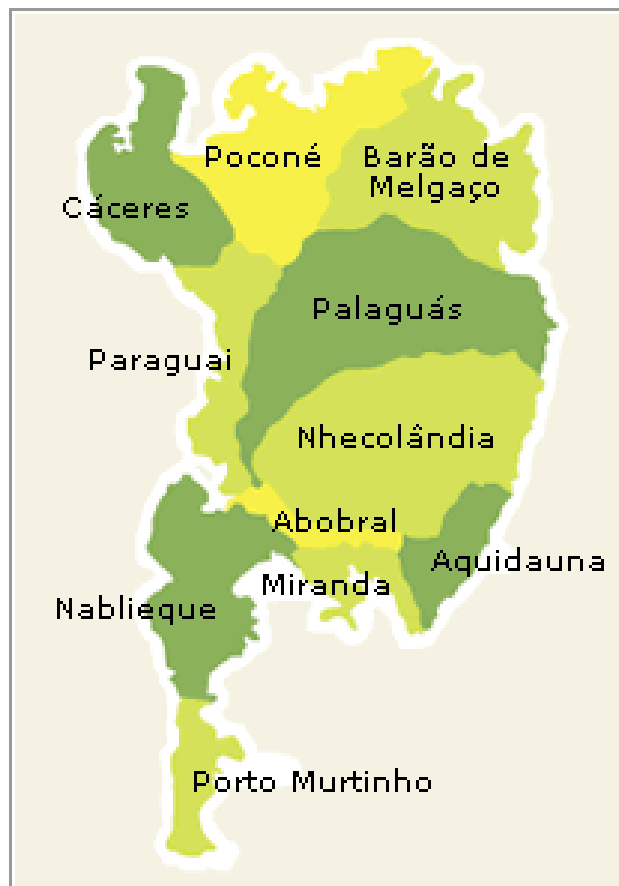 Poconé
Barão de
Melgaço
Cáceres
Palaguás
Paraguai
Nhecolândia
Abobral
Aquidauna
Miranda
Nablieque
Porto Murtinho